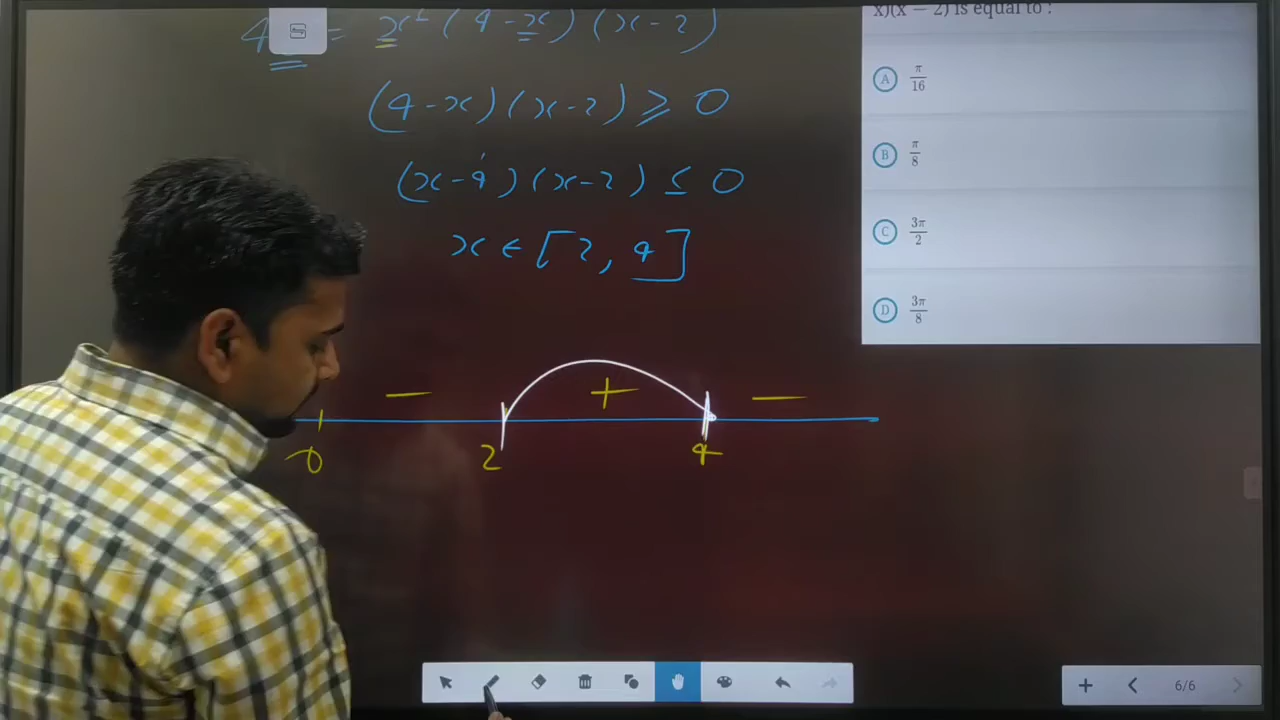 4 = x² (4-x) (x-2)
(4-x)(x-2) ≥ 0
(x-4)(x-2) ≤ 0
x ∈ [2, 4]
- + -
0 2 4
x)(x − 2) is equal to :
A π/16
B π/8
C 3π/2
D 3π/8
6/6